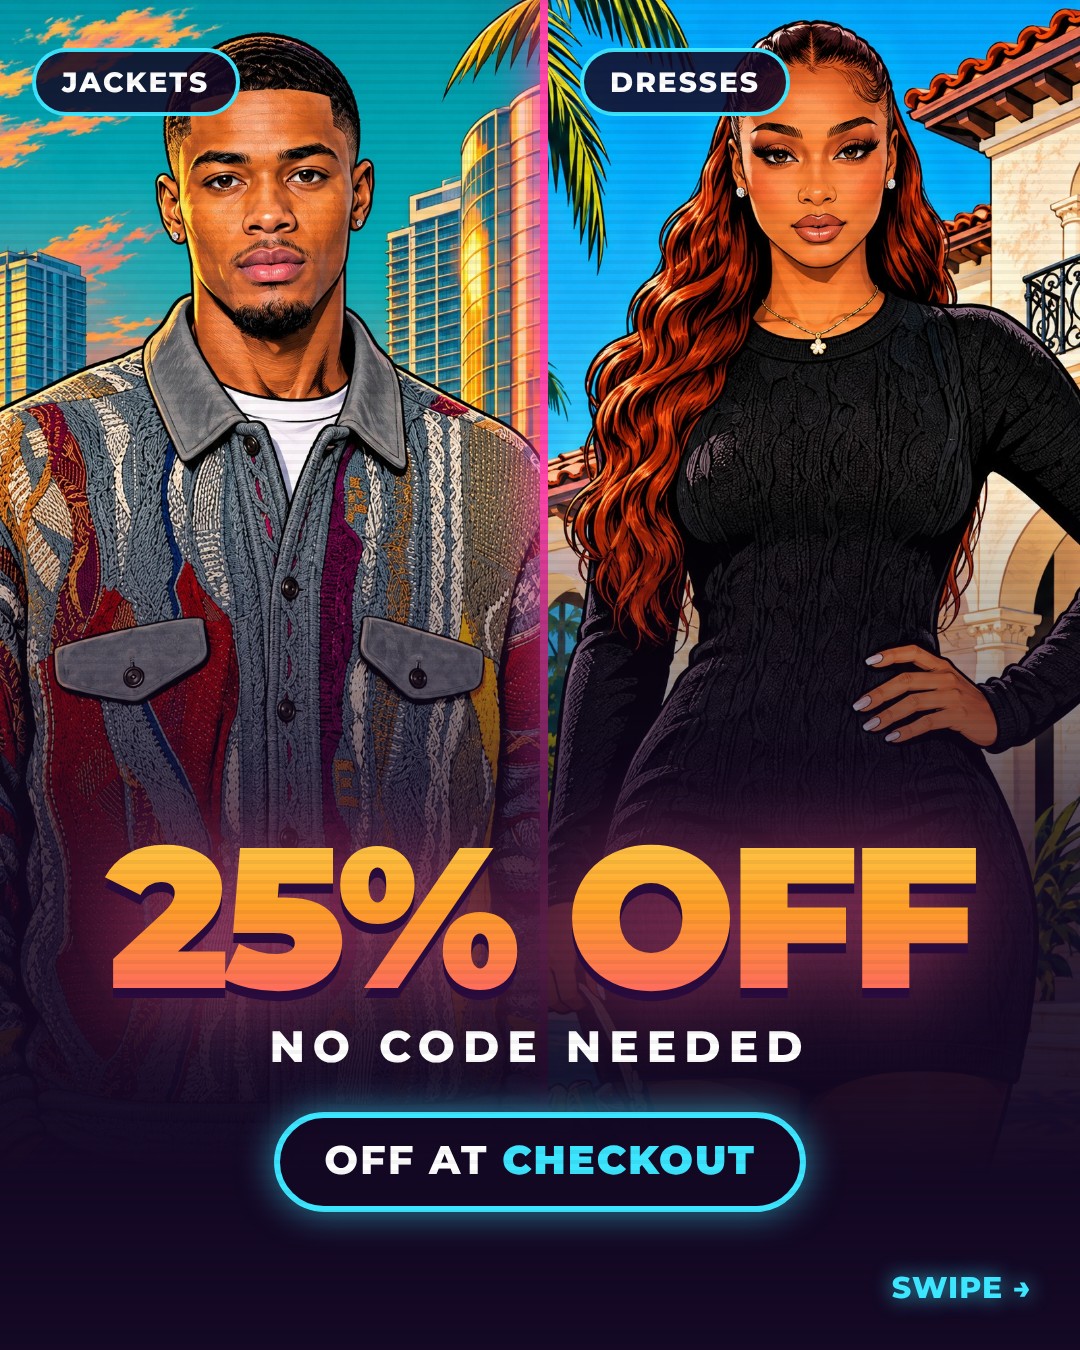 JACKETS
DRESSES
25% OFF
NO CODE NEEDED
OFF AT CHECKOUT
SWIPE →